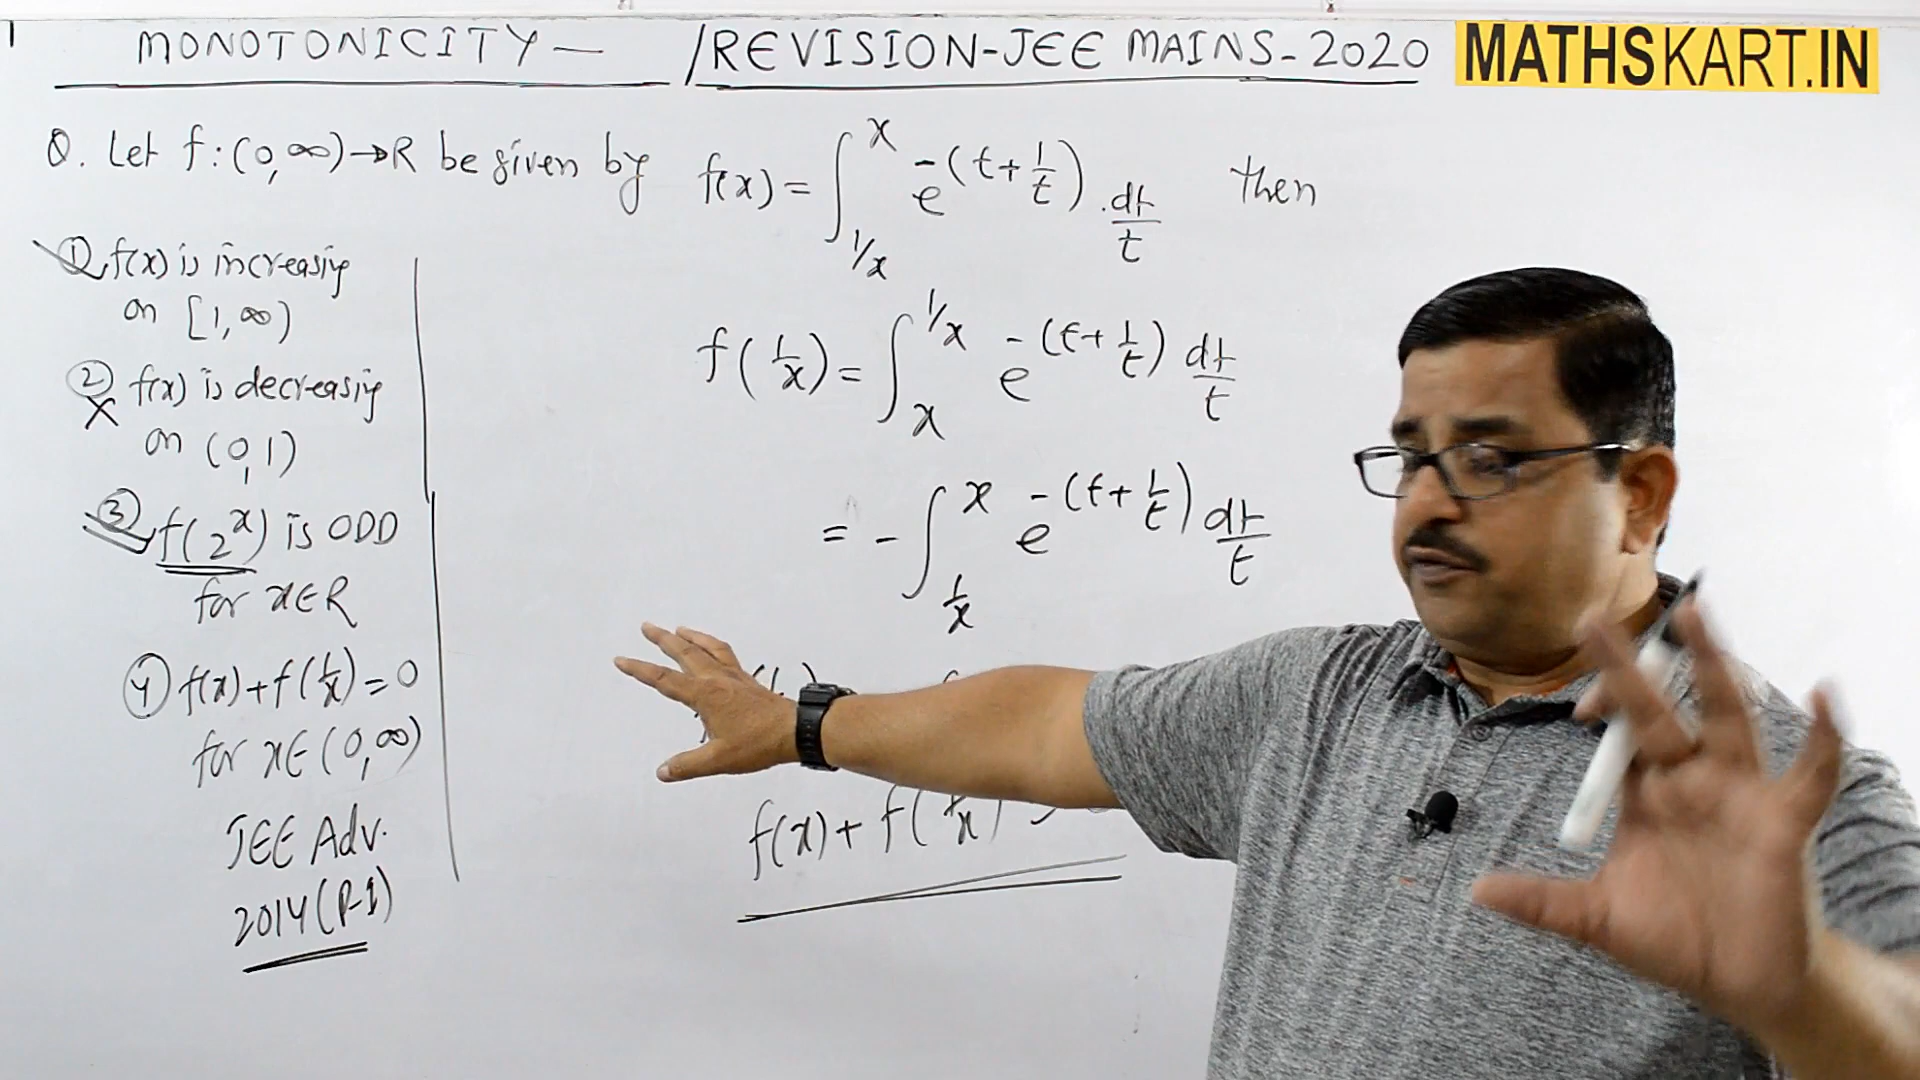 MONOTONICITY — /REVISION-JEE MAINS-2020
MATHSKART.IN
Q. Let f:(0,∞)→R be given by f(x) = ∫_{1/x}^{x} e^{-(t+1/t)} . dt/t then
① f(x) is increasing
on [1,∞)
② f(x) is decreasing
X
on (0,1)
③ f(2^x) is ODD
for x∈R
④ f(x)+f(1/x)=0
for x∈(0,∞)
JEE Adv.
2014(P-1)
f(1/x) = ∫_{x}^{1/x} e^{-(t+1/t)} dt/t
= -∫_{1/x}^{x} e^{-(t+1/t)} dt/t
f(x)+f(1/x)